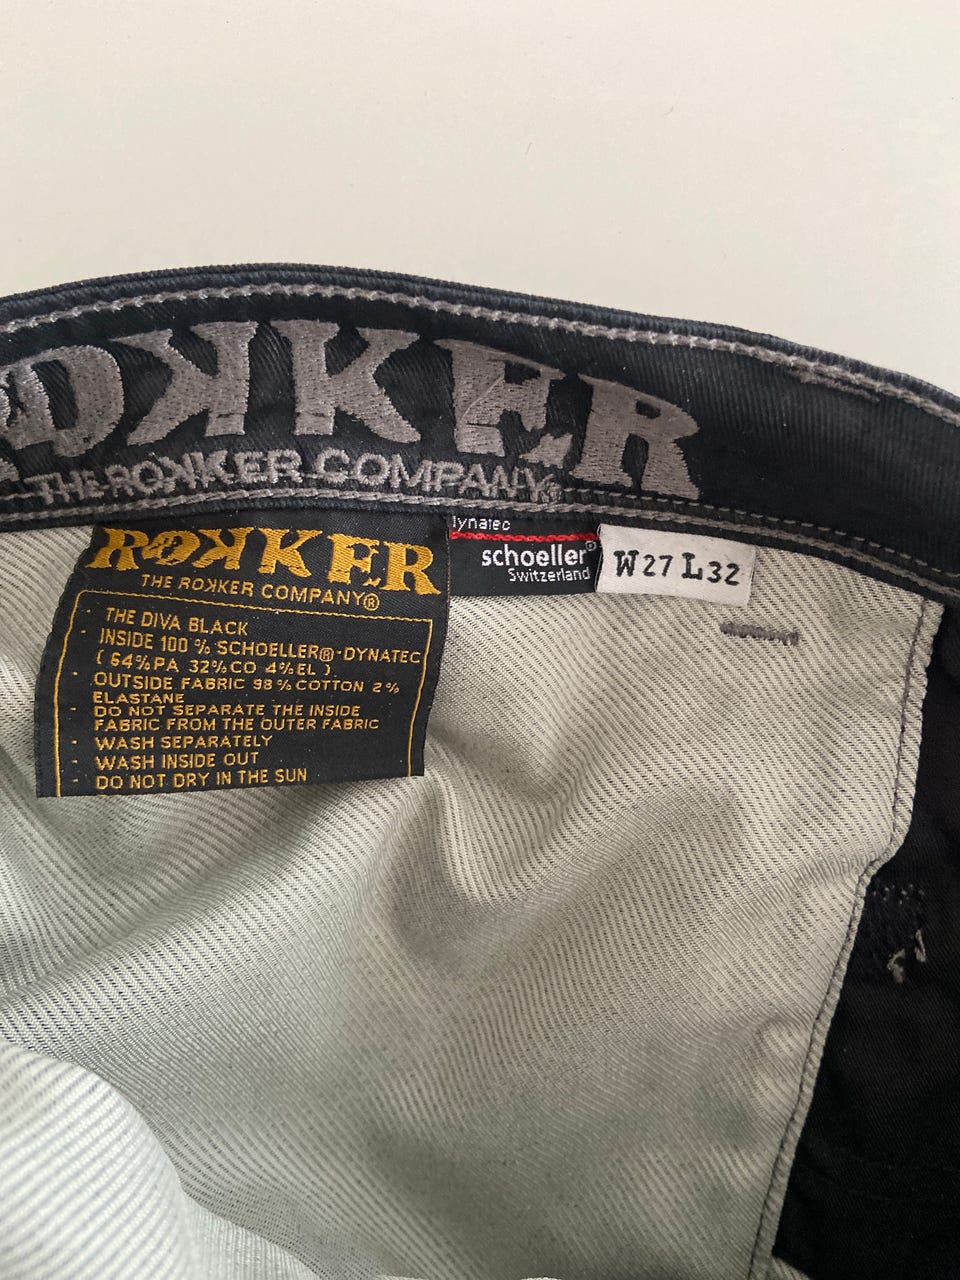 ROKKER
THE ROKKER COMPANY
ROKKER
THE ROKKER COMPANY®
- THE DIVA BLACK
- INSIDE 100 % SCHOELLER®-DYNATEC
( 64%PA 32%CO 4%EL ).
- OUTSIDE FABRIC 98% COTTON 2%
ELASTANE
- DO NOT SEPARATE THE INSIDE
FABRIC FROM THE OUTER FABRIC
- WASH SEPARATELY
- WASH INSIDE OUT
- DO NOT DRY IN THE SUN
dynatec
schoeller®
Switzerland
W27 L32